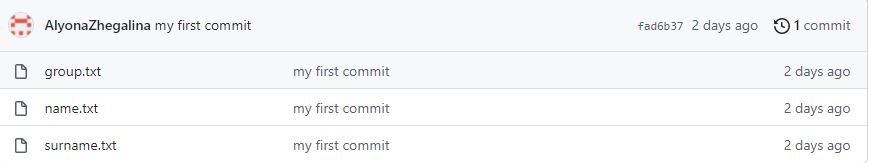 AlyonaZhegalina my first commit fad6b37 2 days ago 1 commit
group.txt my first commit 2 days ago
name.txt my first commit 2 days ago
surname.txt my first commit 2 days ago